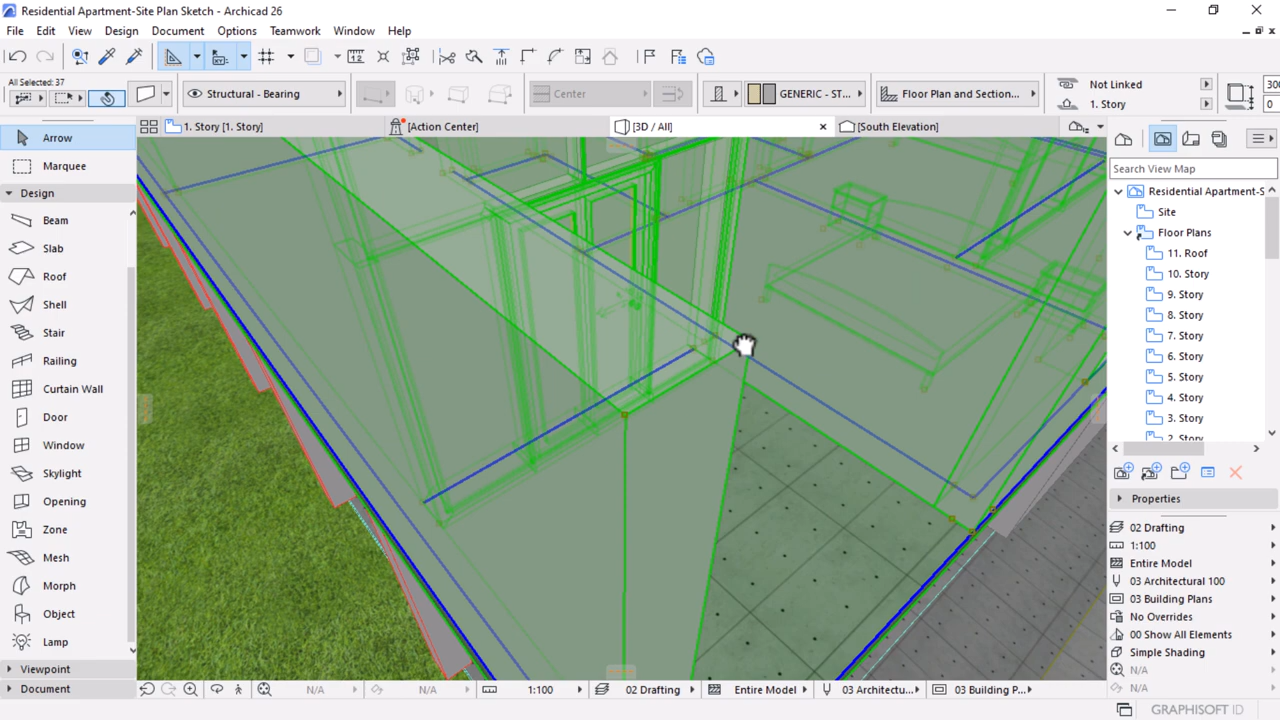 Residential Apartment-Site Plan Sketch - Archicad 26
File Edit View Design Document Options Teamwork Window Help
All Selected: 37
Structural - Bearing
Center
GENERIC - ST...
Floor Plan and Section...
Not Linked
1. Story
300
0
Arrow
Marquee
Design
Beam
Slab
Roof
Shell
Stair
Railing
Curtain Wall
Door
Window
Skylight
Opening
Zone
Mesh
Morph
Object
Lamp
Viewpoint
Document
1. Story [1. Story]
[Action Center]
[3D / All]
[South Elevation]
Search View Map
Residential Apartment-S
Site
Floor Plans
11. Roof
10. Story
9. Story
8. Story
7. Story
6. Story
5. Story
4. Story
3. Story
2. Story
Properties
02 Drafting
1:100
Entire Model
03 Architectural 100
03 Building Plans
No Overrides
00 Show All Elements
Simple Shading
N/A
N/A
N/A
N/A
1:100
02 Drafting
Entire Model
03 Architectu...
03 Building P...
GRAPHISOFT ID